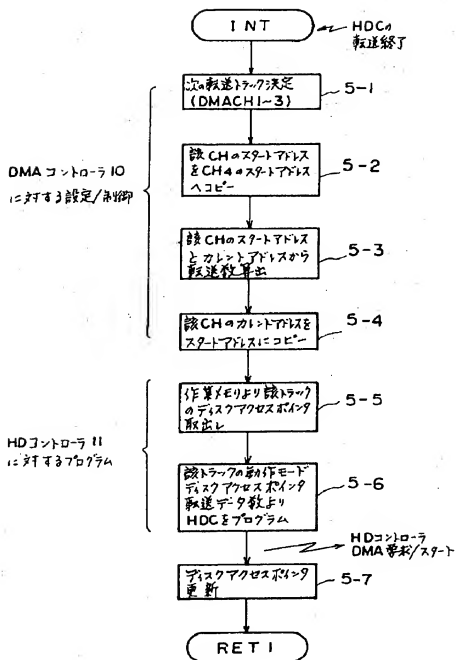 INT
HDCの
転送終了
次の転送トラック決定
(DMACH1~3)
5-1
DMAコントローラ10
に対する設定/制御
該CHのスタートアドレス
をCH4のスタートアドレス
へコピー
5-2
該CHのスタートアドレス
とカレントアドレスから
転送数算出
5-3
該CHのカレントアドレスを
スタートアドレスにコピー
5-4
HDコントローラ11
に対するプログラム
作業メモリより該トラック
のディスクアクセスポインタ
取出し
5-5
該トラックの動作モード
ディスクアクセスポインタ
転送データ数より
HDCをプログラム
5-6
HDコントローラ
DMA要求/スタート
ディスクアクセスポインタ
更新
5-7
RET1